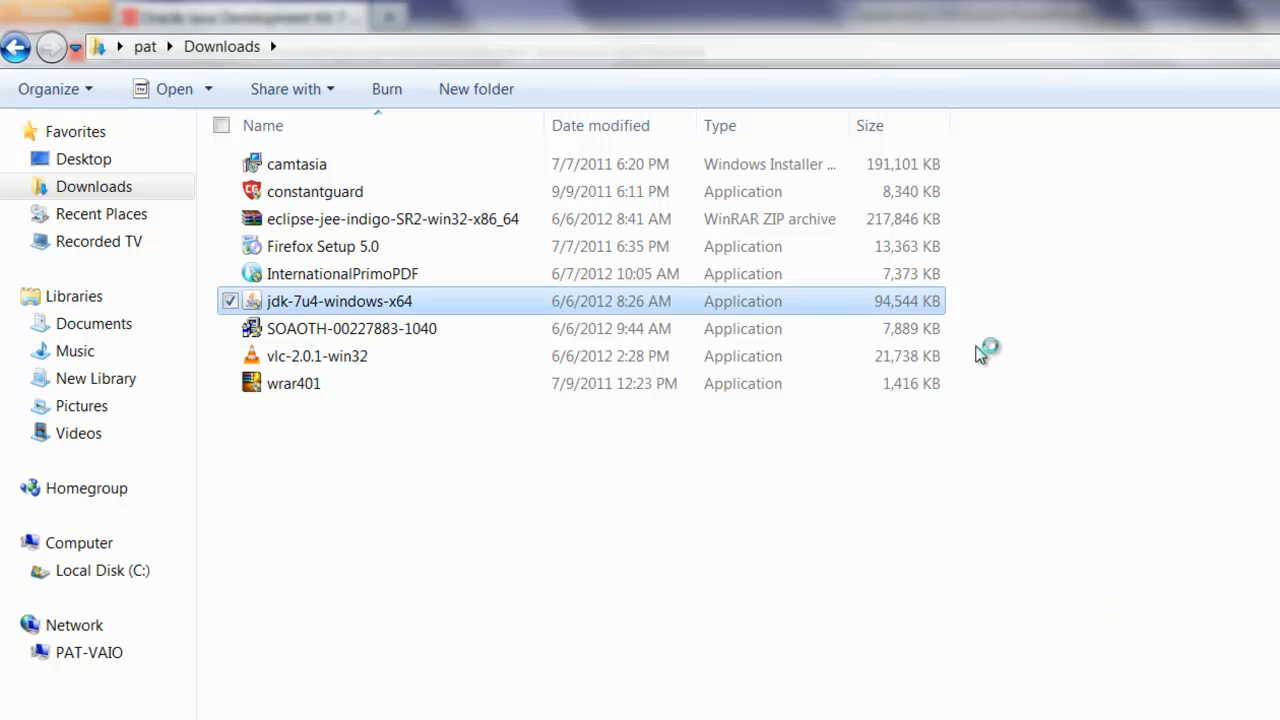 Oracle Java Development Kit 7 ...
pat Downloads
Organize Open Share with Burn New folder
Name Date modified Type Size
Favorites
Desktop
Downloads
Recent Places
Recorded TV
Libraries
Documents
Music
New Library
Pictures
Videos
Homegroup
Computer
Local Disk (C:)
Network
PAT-VAIO
camtasia 7/7/2011 6:20 PM Windows Installer ... 191,101 KB
constantguard 9/9/2011 6:11 PM Application 8,340 KB
eclipse-jee-indigo-SR2-win32-x86_64 6/6/2012 8:41 AM WinRAR ZIP archive 217,846 KB
Firefox Setup 5.0 7/7/2011 6:35 PM Application 13,363 KB
InternationalPrimoPDF 6/7/2012 10:05 AM Application 7,373 KB
jdk-7u4-windows-x64 6/6/2012 8:26 AM Application 94,544 KB
SOAOTH-00227883-1040 6/6/2012 9:44 AM Application 7,889 KB
vlc-2.0.1-win32 6/6/2012 2:28 PM Application 21,738 KB
wrar401 7/9/2011 12:23 PM Application 1,416 KB